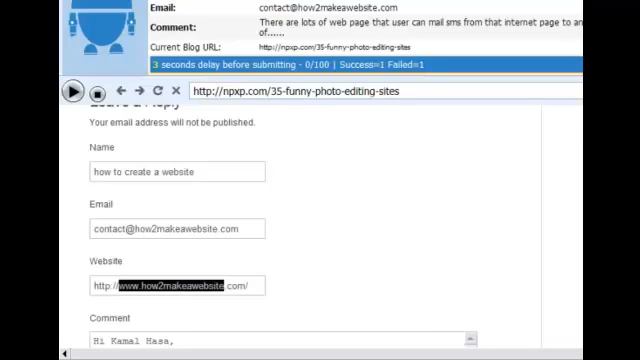 Email: contact@how2makeawebsite.com
Comment: There are lots of web page that user can mail sms from that internet page to an
of......
Current Blog URL: http://npxp.com/35-funny-photo-editing-sites
3 seconds delay before submitting - 0/100 | Success=1 Failed=1
http://npxp.com/35-funny-photo-editing-sites
Leave a Reply
Your email address will not be published.
Name
how to create a website
Email
contact@how2makeawebsite.com
Website
http://www.how2makeawebsite.com/
Comment
Hi Kamal Hasa,